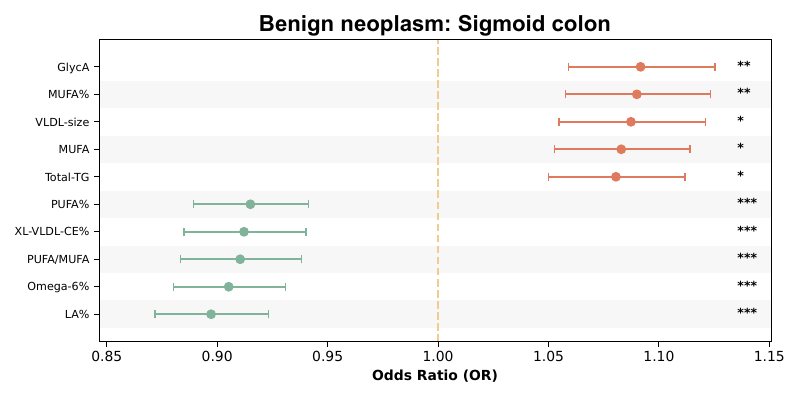 Benign neoplasm: Sigmoid colon
GlycA **
MUFA% **
VLDL-size *
MUFA *
Total-TG *
PUFA% ***
XL-VLDL-CE% ***
PUFA/MUFA ***
Omega-6% ***
LA% ***
0.85 0.90 0.95 1.00 1.05 1.10 1.15
Odds Ratio (OR)